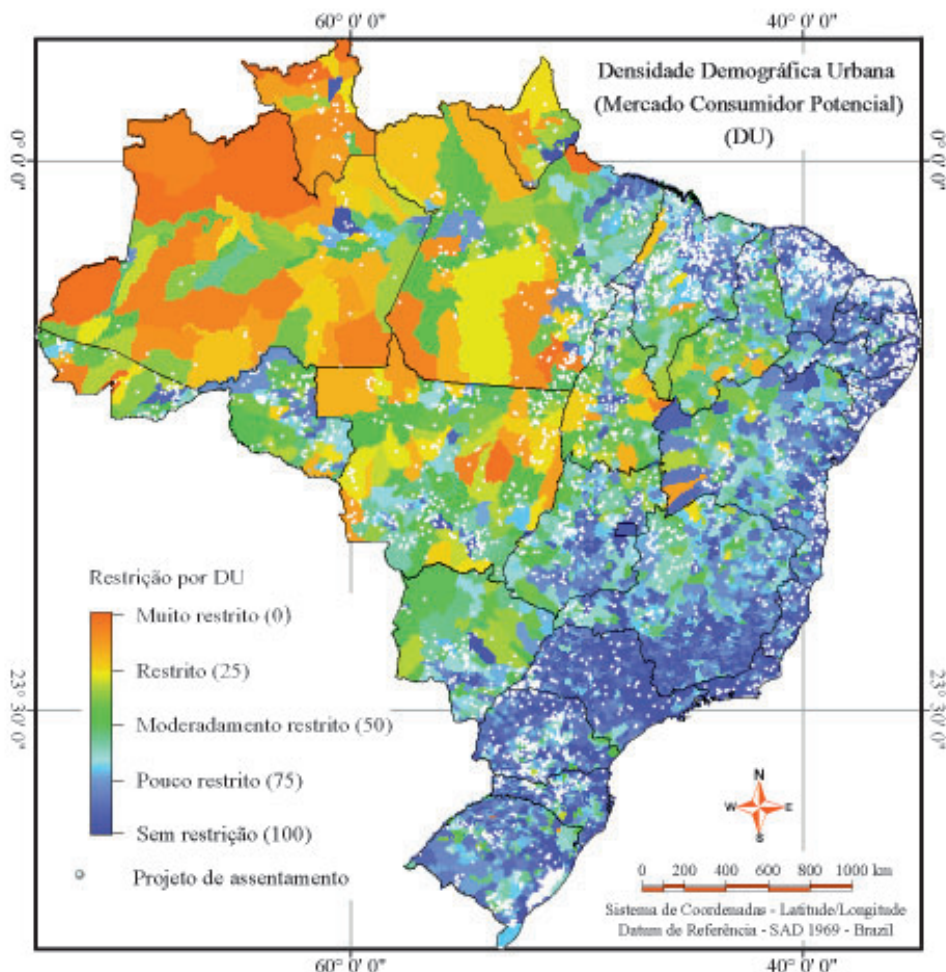 60° 0' 0"
40° 0' 0"
Densidade Demográfica Urbana
(Mercado Consumidor Potencial)
(DU)
0° 0' 0"
0° 0' 0"
Restrição por DU
Muito restrito (0)
Restrito (25)
Moderadamento restrito (50)
Pouco restrito (75)
Sem restrição (100)
Projeto de assentamento
23° 30' 0"
23° 30' 0"
N
W
E
S
0 200 400 600 800 1000 km
Sistema de Coordenadas - Latitude/Longitude
Datum de Referência - SAD 1969 - Brazil
60° 0' 0"
40° 0' 0"